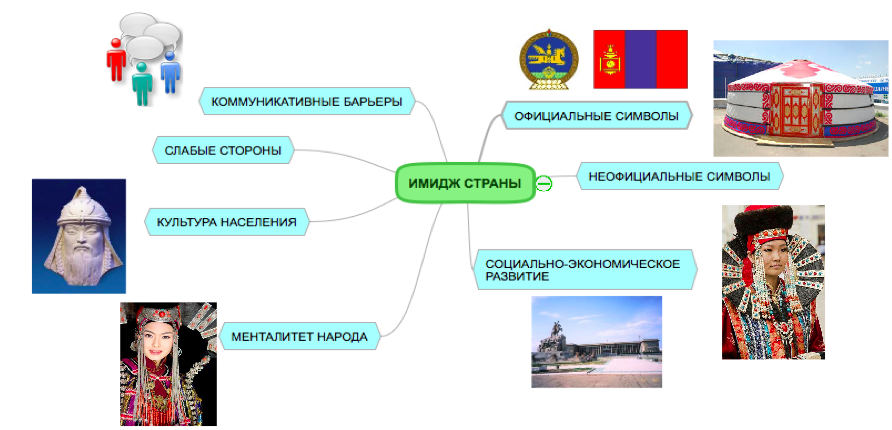 КОММУНИКАТИВНЫЕ БАРЬЕРЫ
ОФИЦИАЛЬНЫЕ СИМВОЛЫ
СЛАБЫЕ СТОРОНЫ
ИМИДЖ СТРАНЫ
НЕОФИЦИАЛЬНЫЕ СИМВОЛЫ
КУЛЬТУРА НАСЕЛЕНИЯ
СОЦИАЛЬНО-ЭКОНОМИЧЕСКОЕ
РАЗВИТИЕ
МЕНТАЛИТЕТ НАРОДА